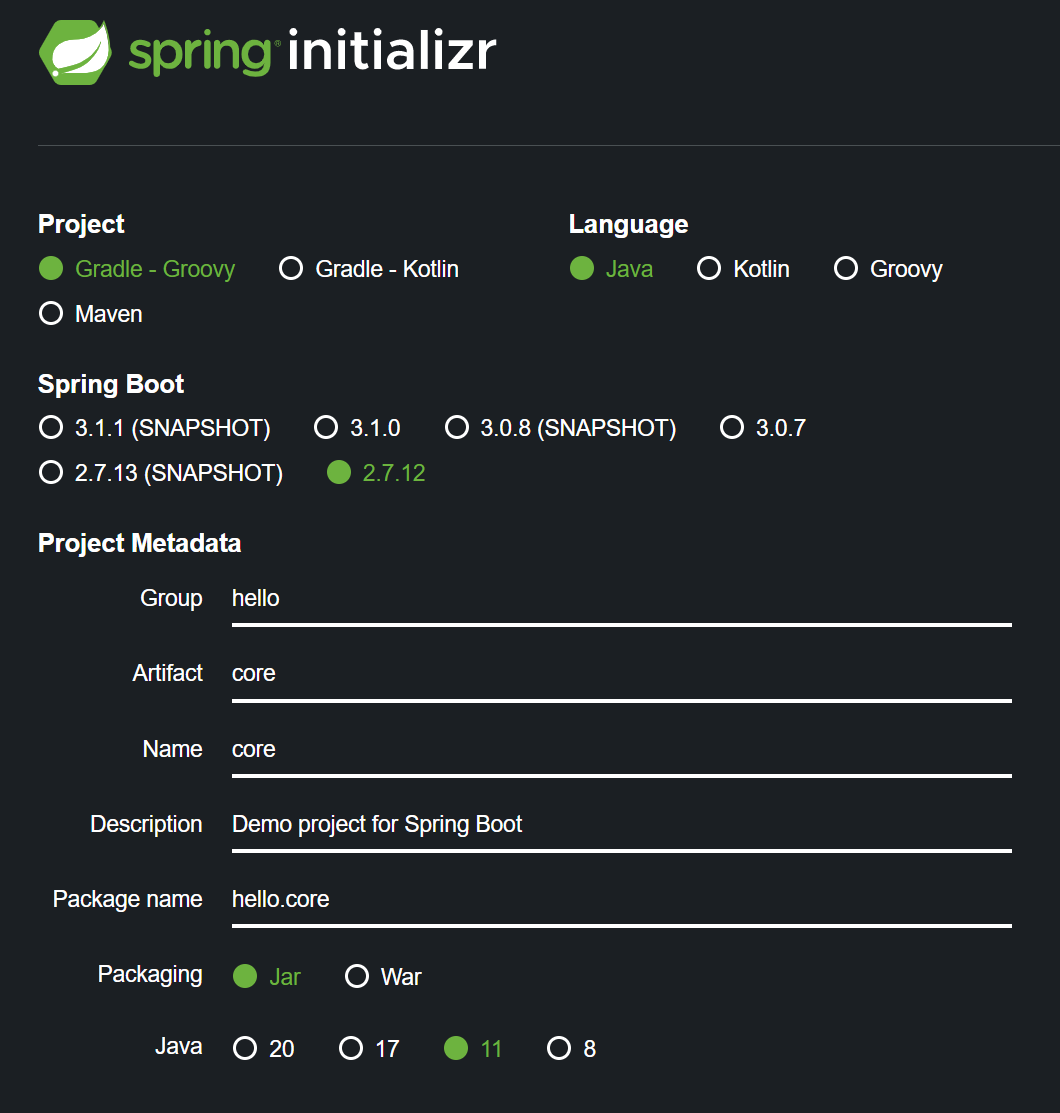 spring initializr
Project
Gradle - Groovy
Gradle - Kotlin
Maven
Language
Java
Kotlin
Groovy
Spring Boot
3.1.1 (SNAPSHOT)
3.1.0
3.0.8 (SNAPSHOT)
3.0.7
2.7.13 (SNAPSHOT)
2.7.12
Project Metadata
Group hello
Artifact core
Name core
Description Demo project for Spring Boot
Package name hello.core
Packaging Jar War
Java 20 17 11 8